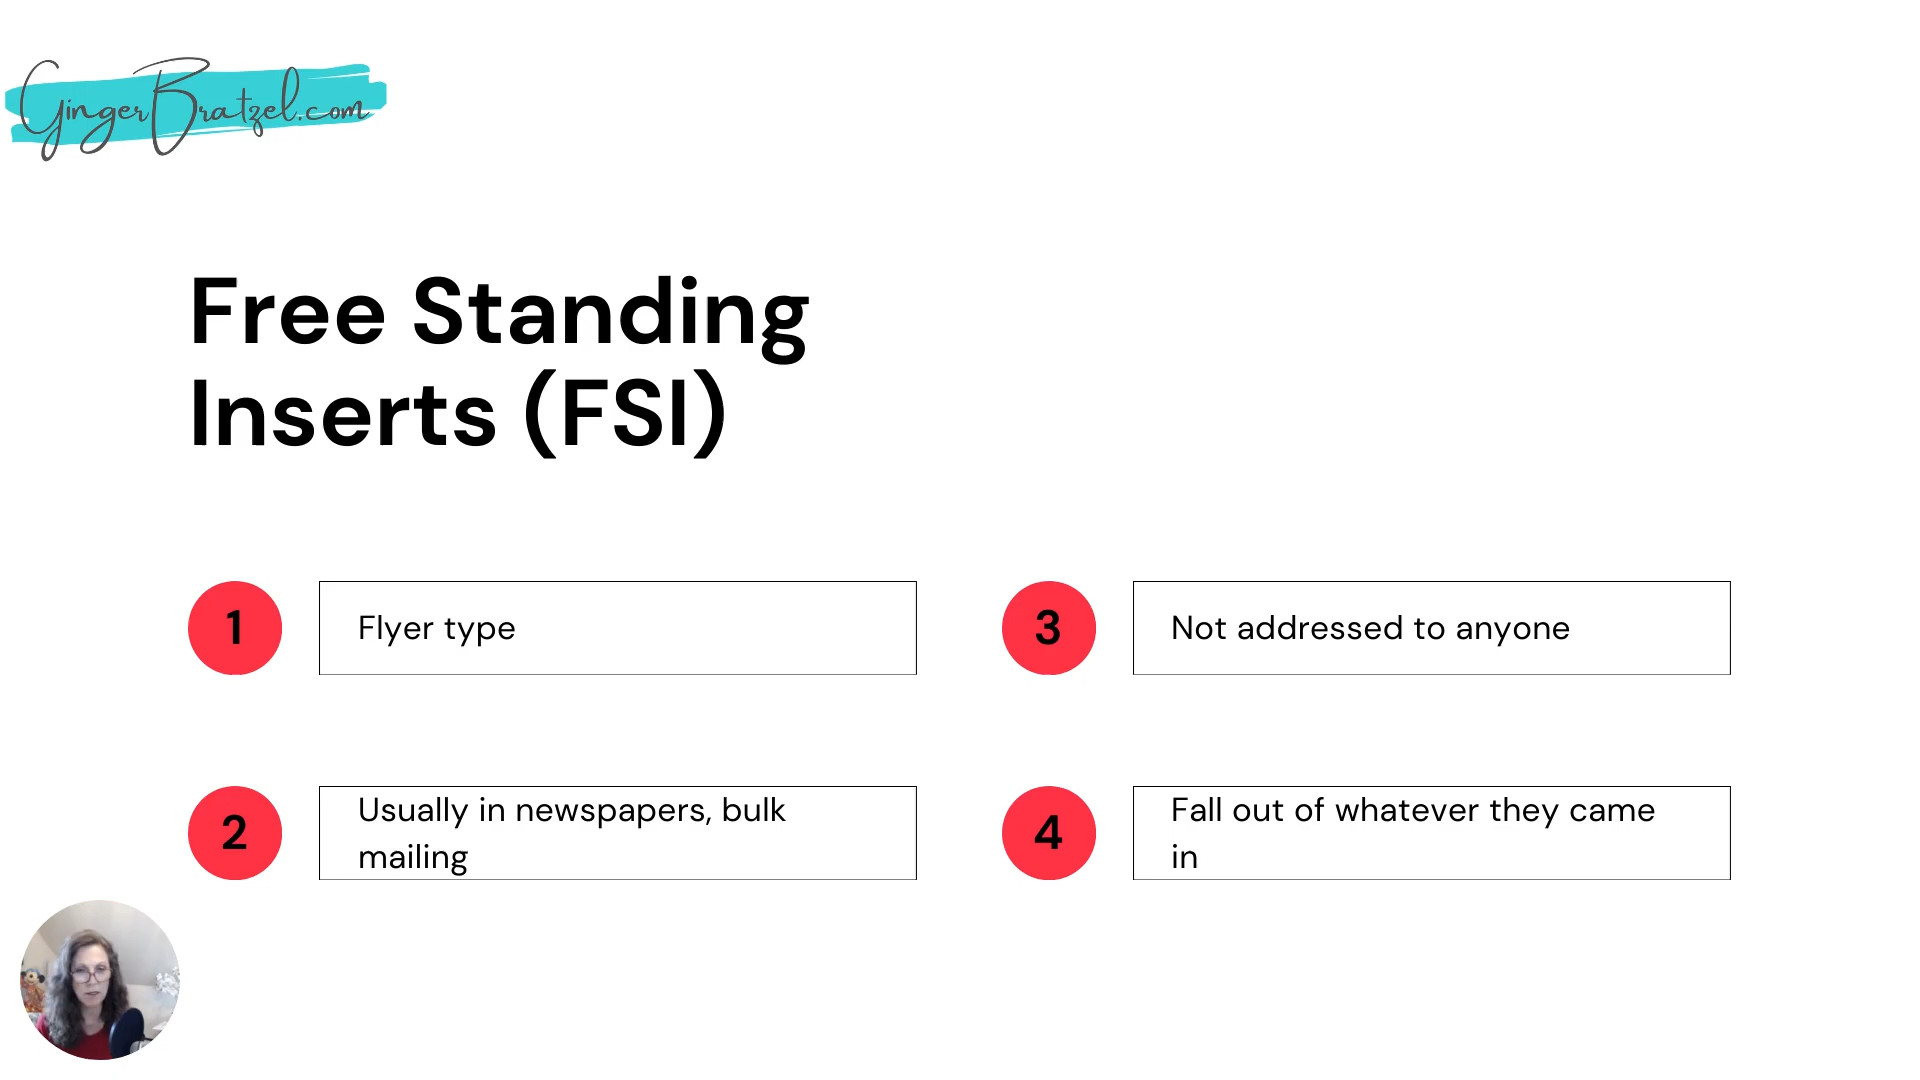 GingerBratzel.com
Free Standing
Inserts (FSI)
1
Flyer type
2
Usually in newspapers, bulk
mailing
3
Not addressed to anyone
4
Fall out of whatever they came
in